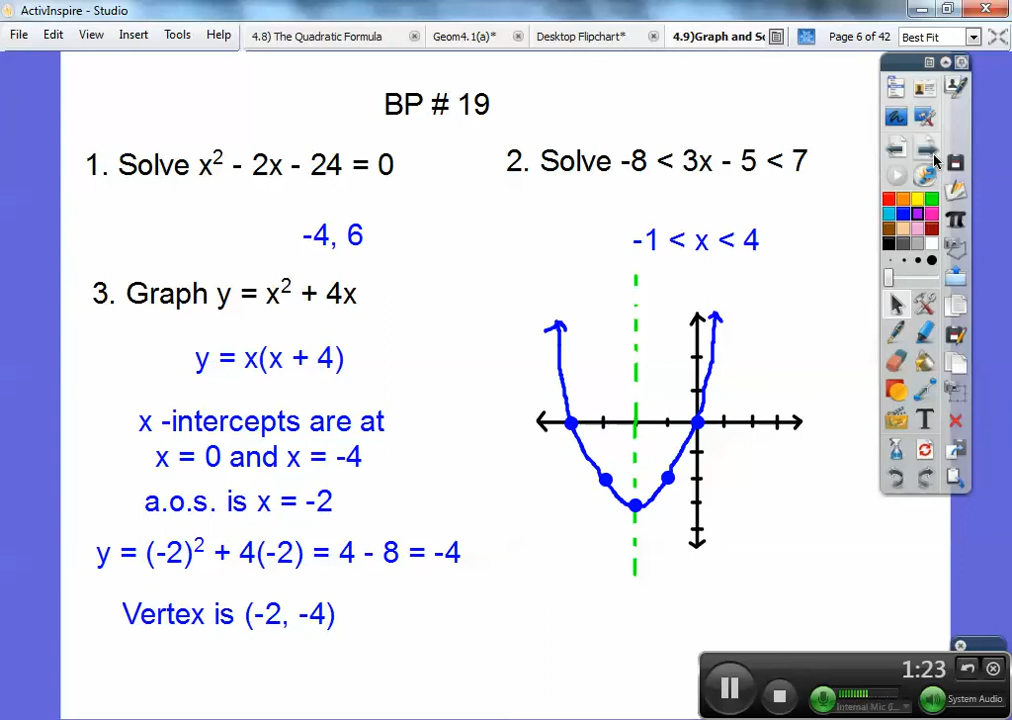 ActivInspire - Studio
File Edit View Insert Tools Help
4.8) The Quadratic Formula
Geom4.1(a)*
Desktop Flipchart*
4.9)Graph and So
Page 6 of 42
Best Fit
BP # 19
1. Solve x² - 2x - 24 = 0
2. Solve -8 < 3x - 5 < 7
-4, 6
-1 < x < 4
3. Graph y = x² + 4x
y = x(x + 4)
x -intercepts are at
x = 0 and x = -4
a.o.s. is x = -2
y = (-2)² + 4(-2) = 4 - 8 = -4
Vertex is (-2, -4)
T
π
1:23
Internal Mic (
System Audio